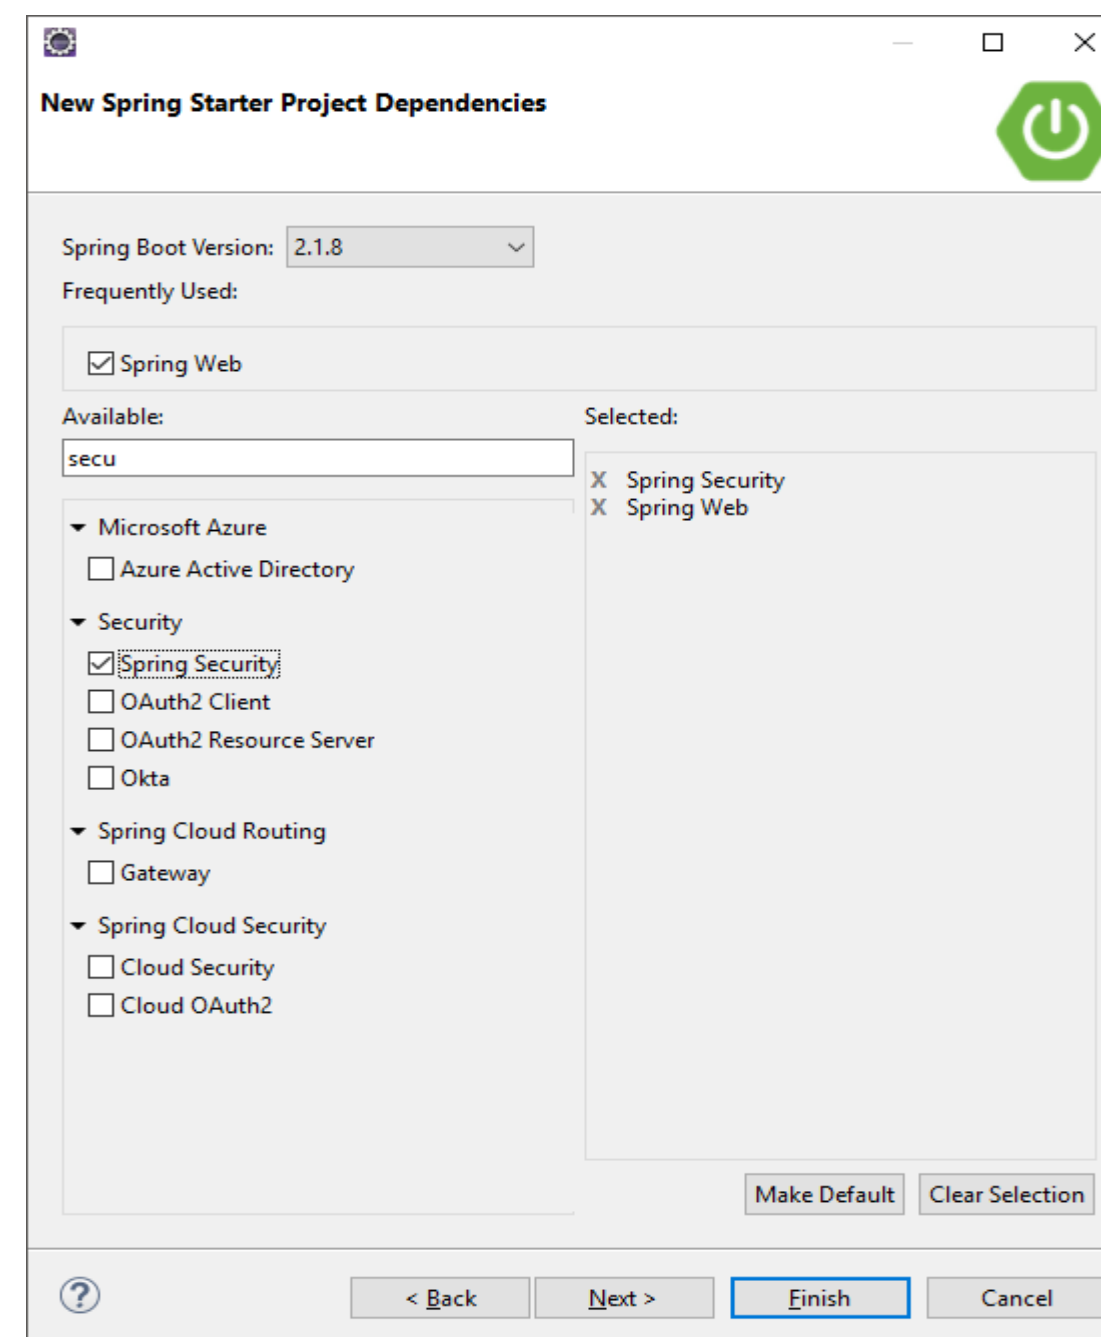 New Spring Starter Project Dependencies
Spring Boot Version: 2.1.8
Frequently Used:
Spring Web
Available:
secu
Microsoft Azure
Azure Active Directory
Security
Spring Security
OAuth2 Client
OAuth2 Resource Server
Okta
Spring Cloud Routing
Gateway
Spring Cloud Security
Cloud Security
Cloud OAuth2
Selected:
X Spring Security
X Spring Web
Make Default Clear Selection
? < Back Next > Finish Cancel